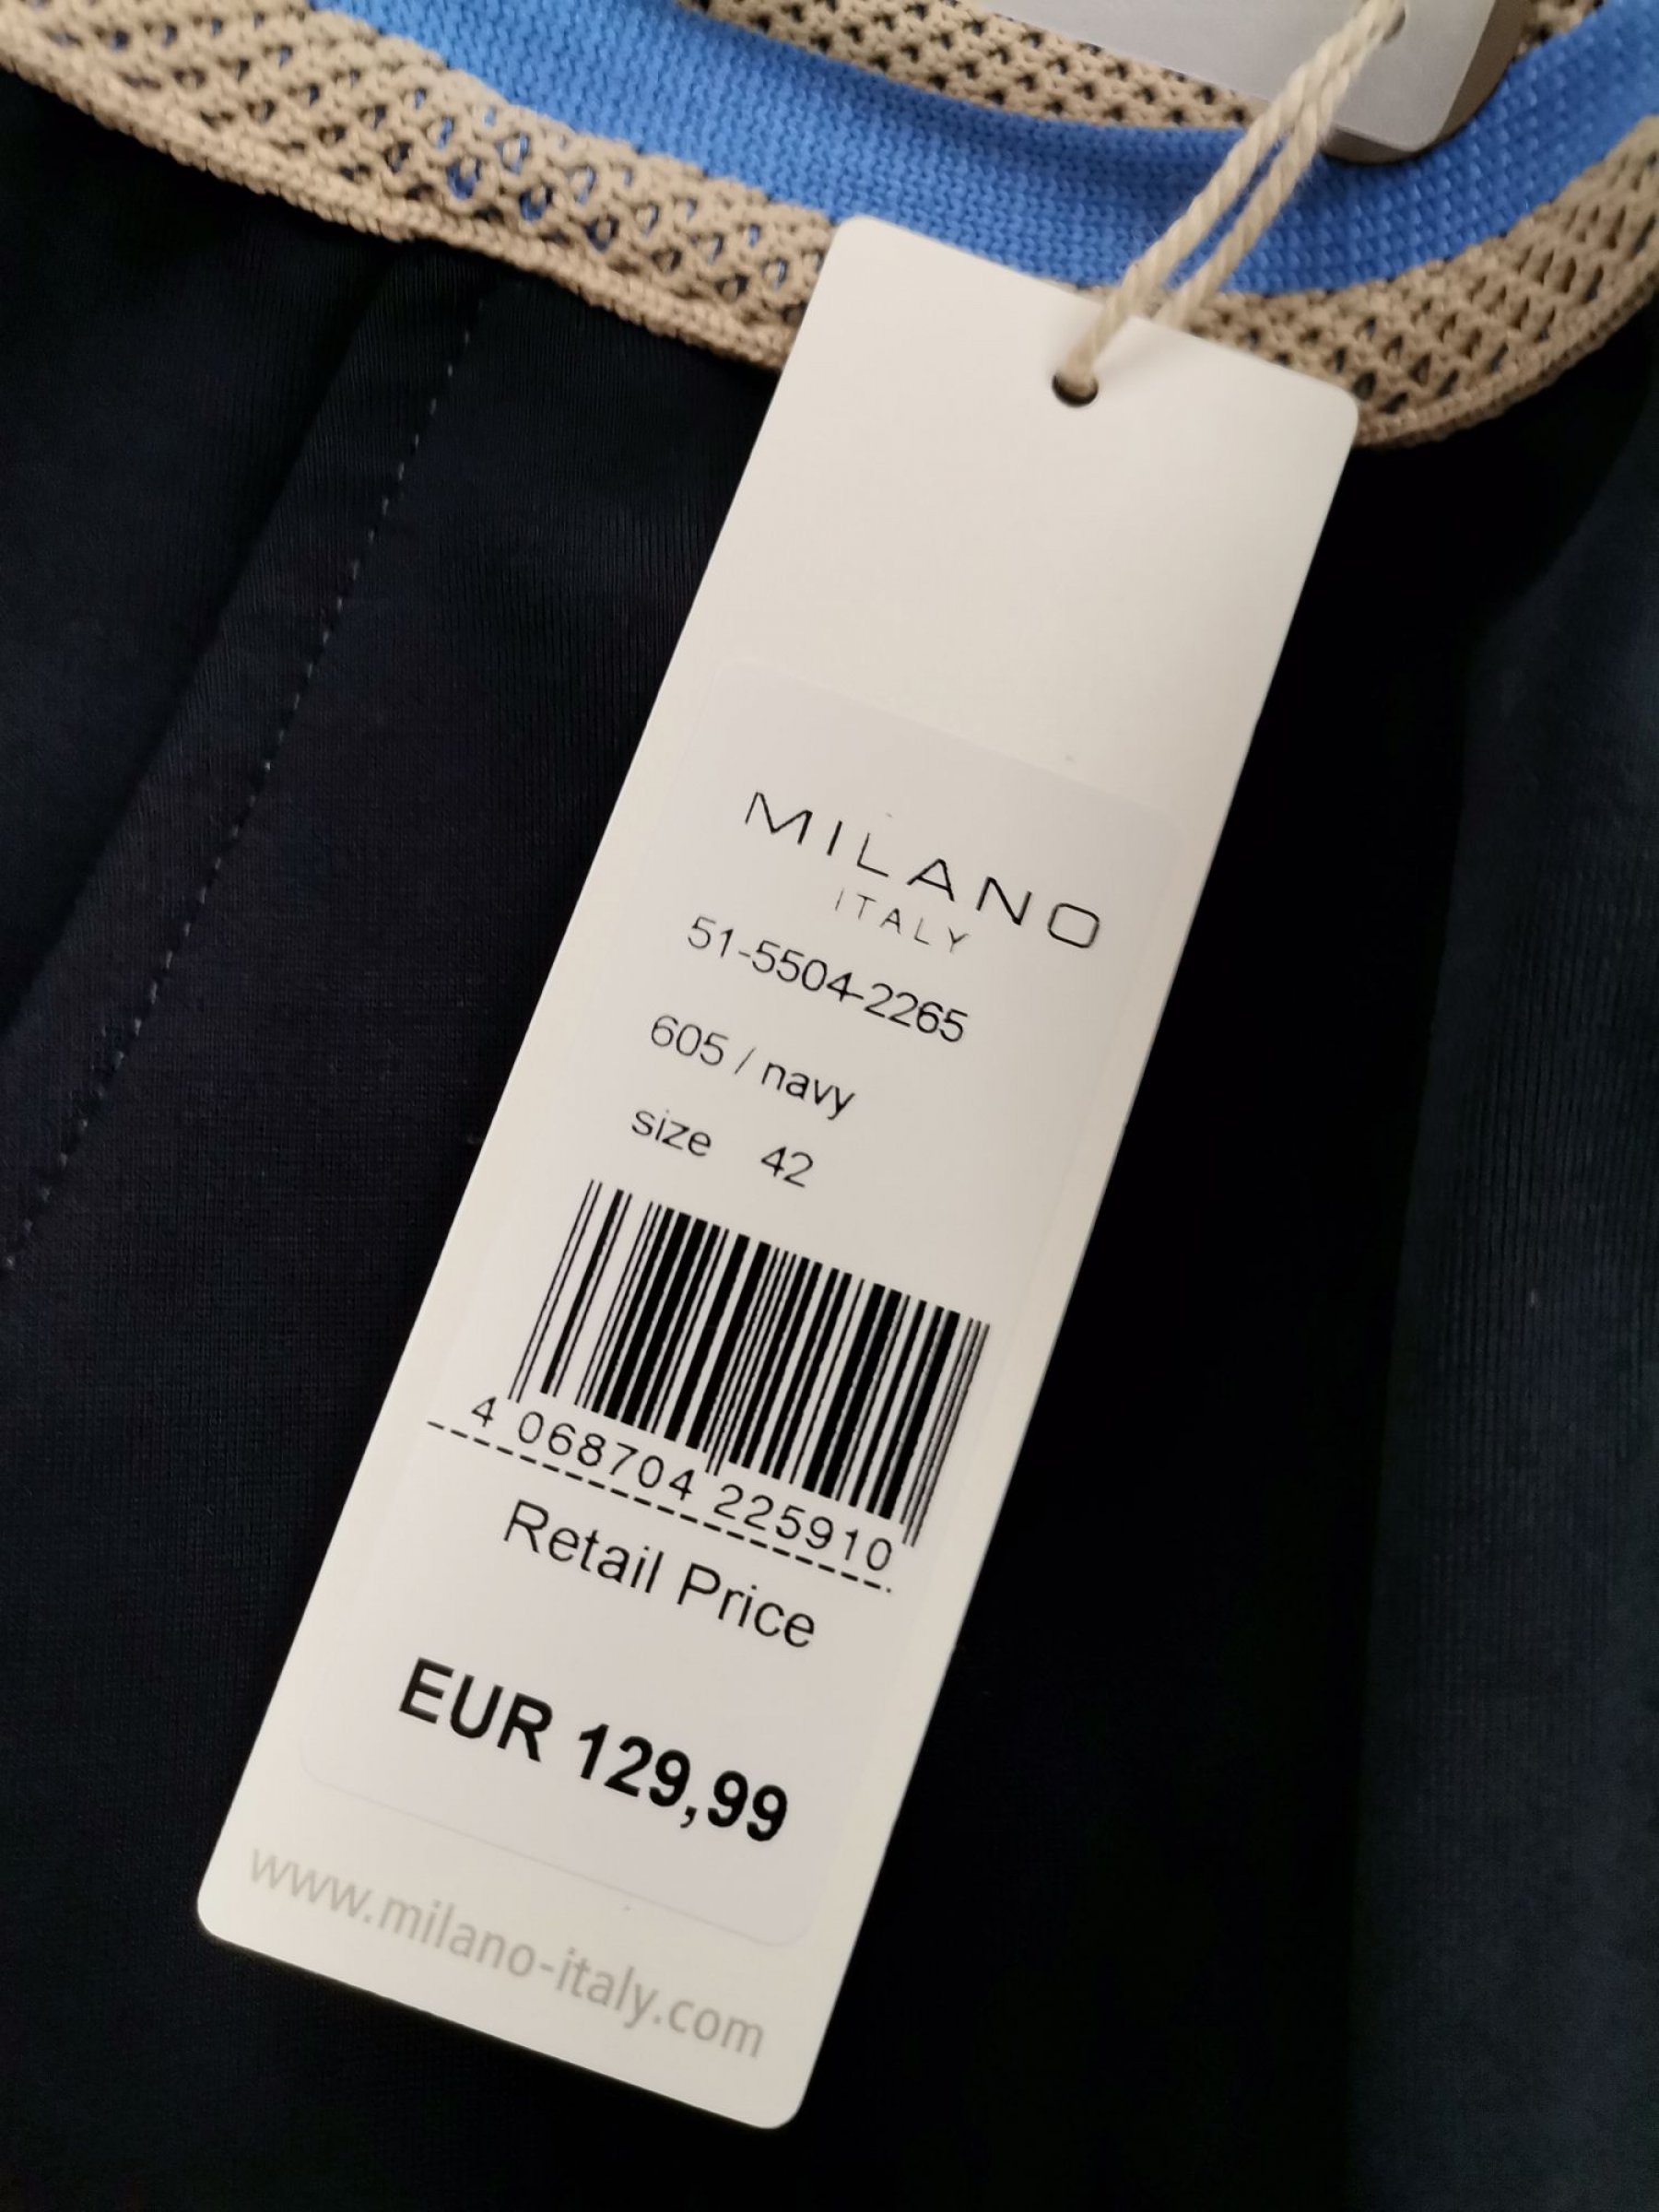 MILANO
ITALY
51-5504-2265
605 / navy
size 42
4 068704 225910
Retail Price
EUR 129,99
www.milano-italy.com